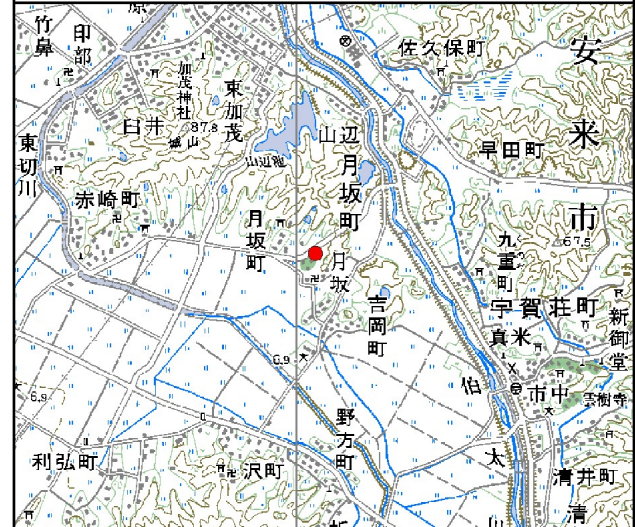 竹鼻
印部
原
加茂神社
東加茂
佐久保町
安来市
臼井
87.8
城山
山辺
山辺池
早田町
東切川
赤崎町
月坂町
月坂町
九重町
67.5
月坂
宇賀荘町
吉岡町
真米
新御堂
6.9
6.9
伯太川
市中
雲樹寺
野方町
利弘町
沢町
清井町
清